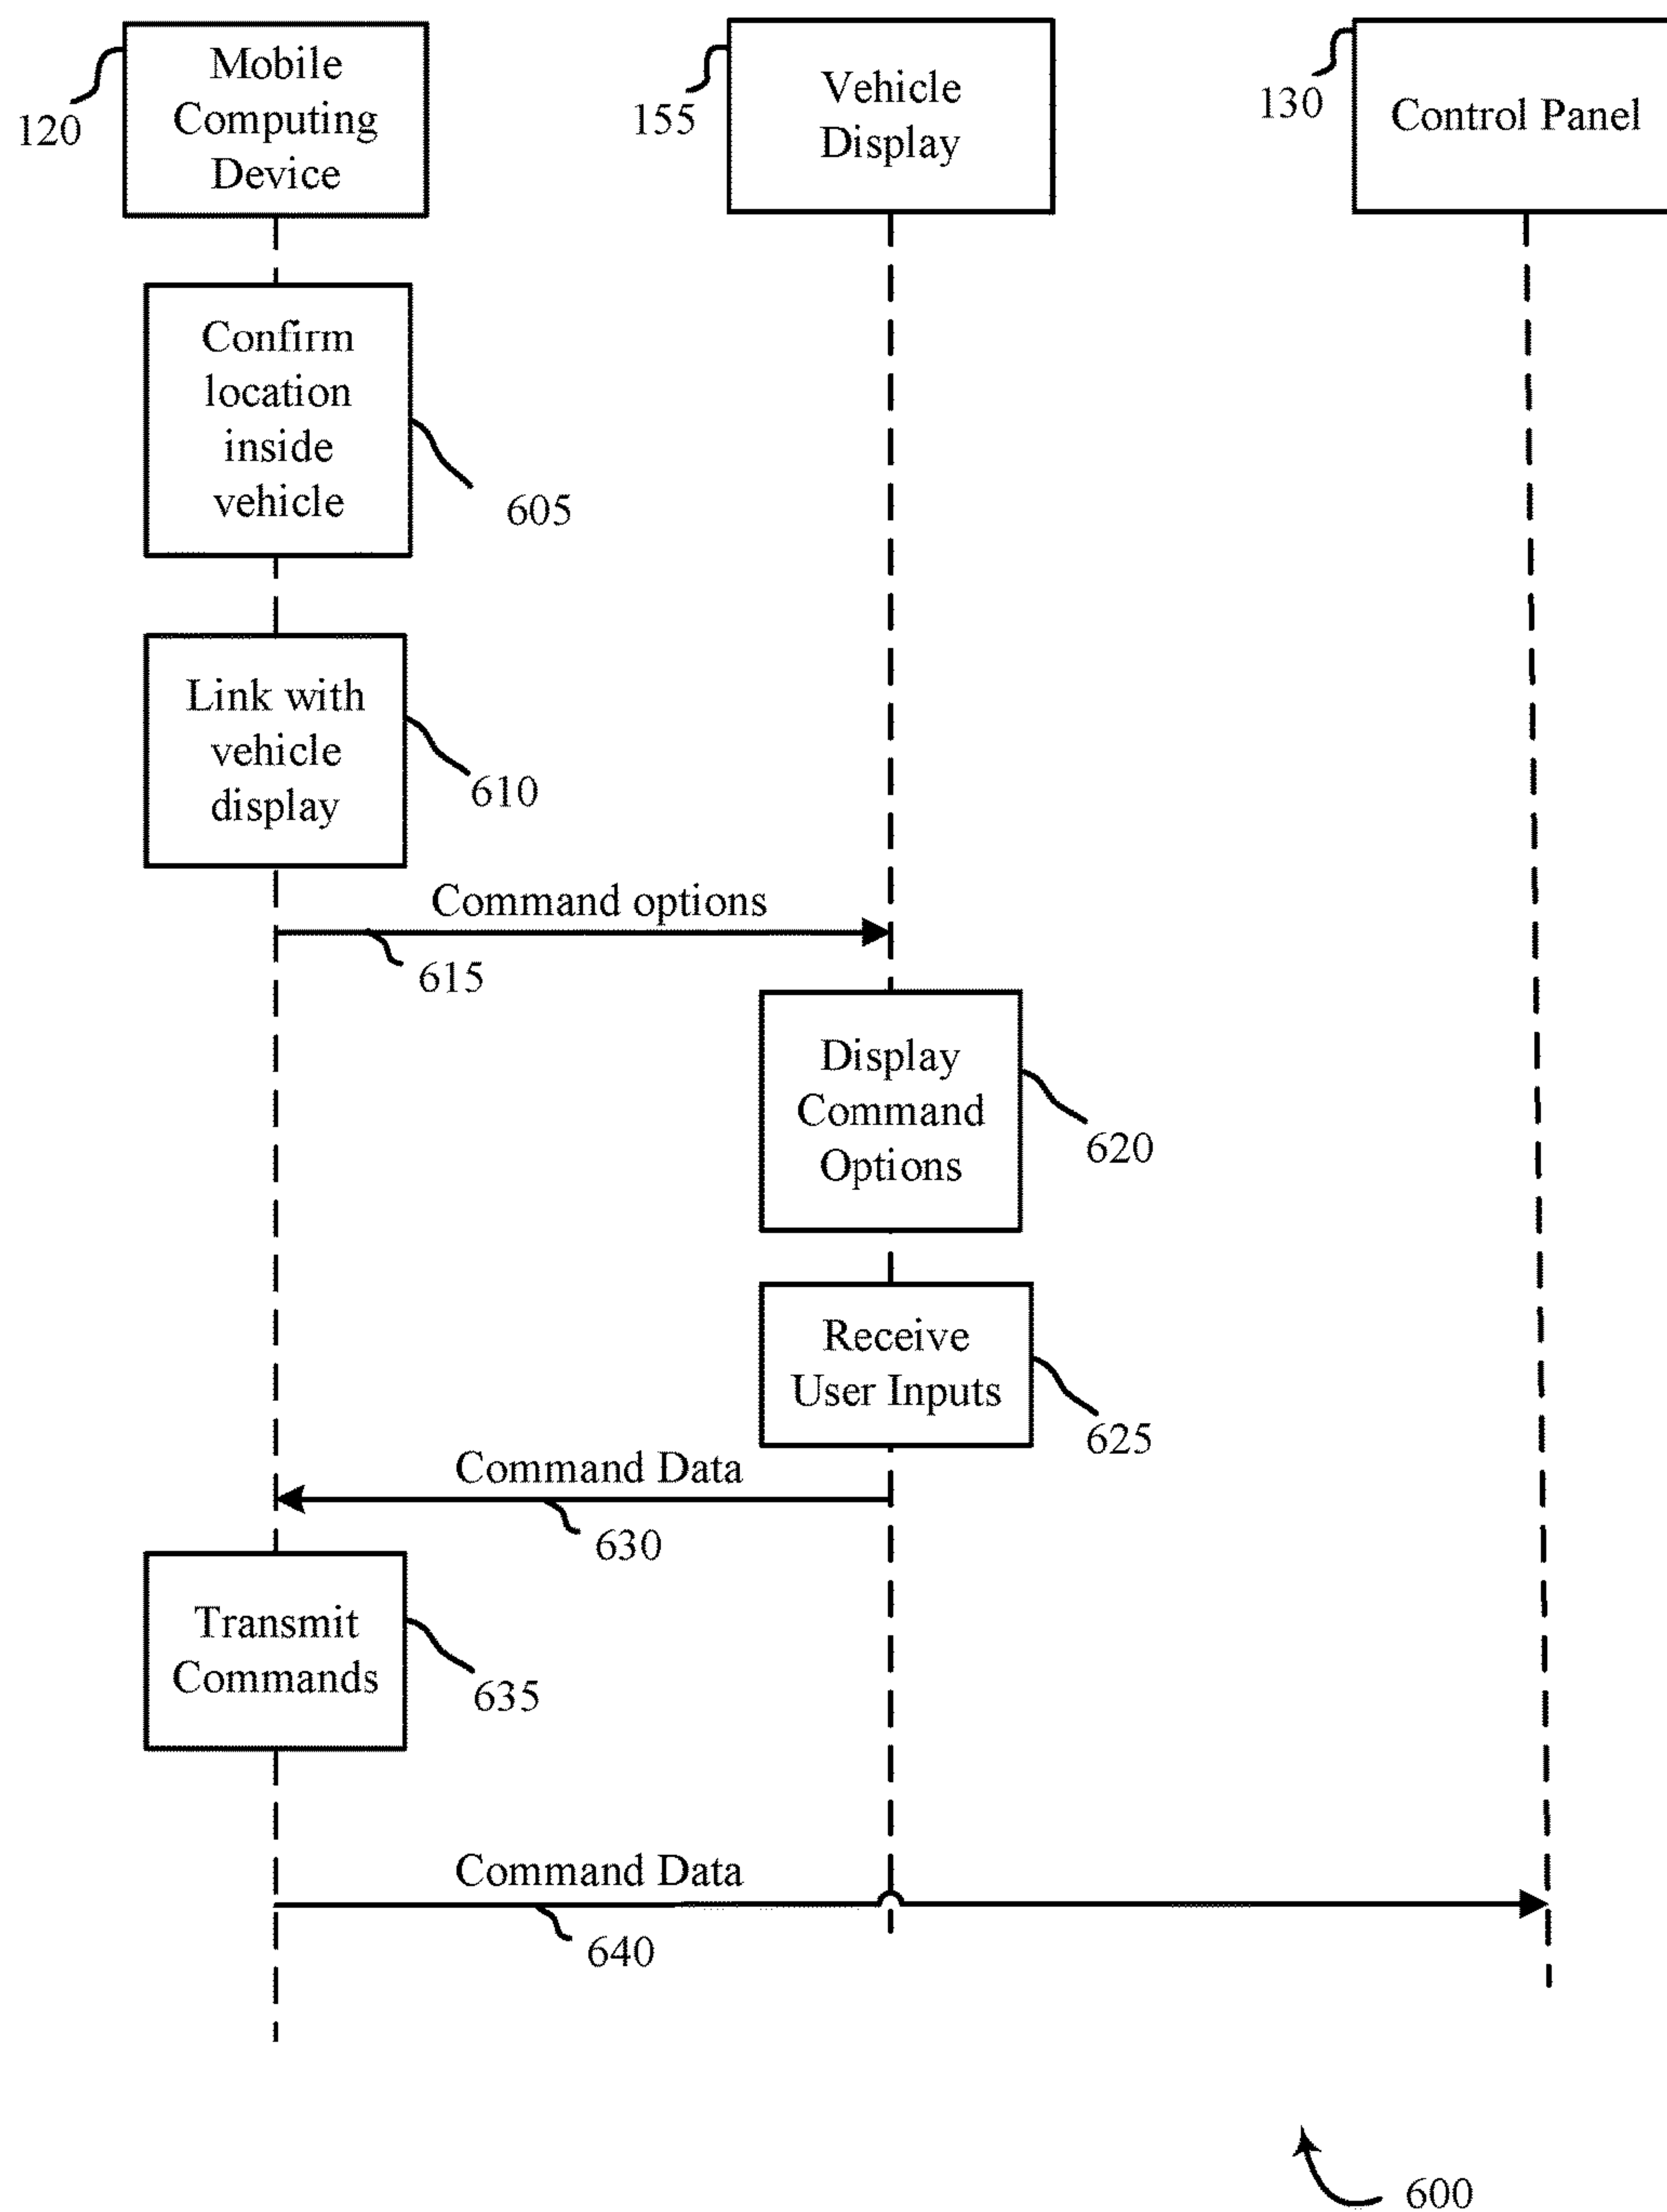 Mobile
Computing
Device
120
Vehicle
Display
155
Control Panel
130
Confirm
location
inside
vehicle
605
Link with
vehicle
display
610
Command options
615
Display
Command
Options
620
Receive
User Inputs
625
Command Data
630
Transmit
Commands
635
Command Data
640
600